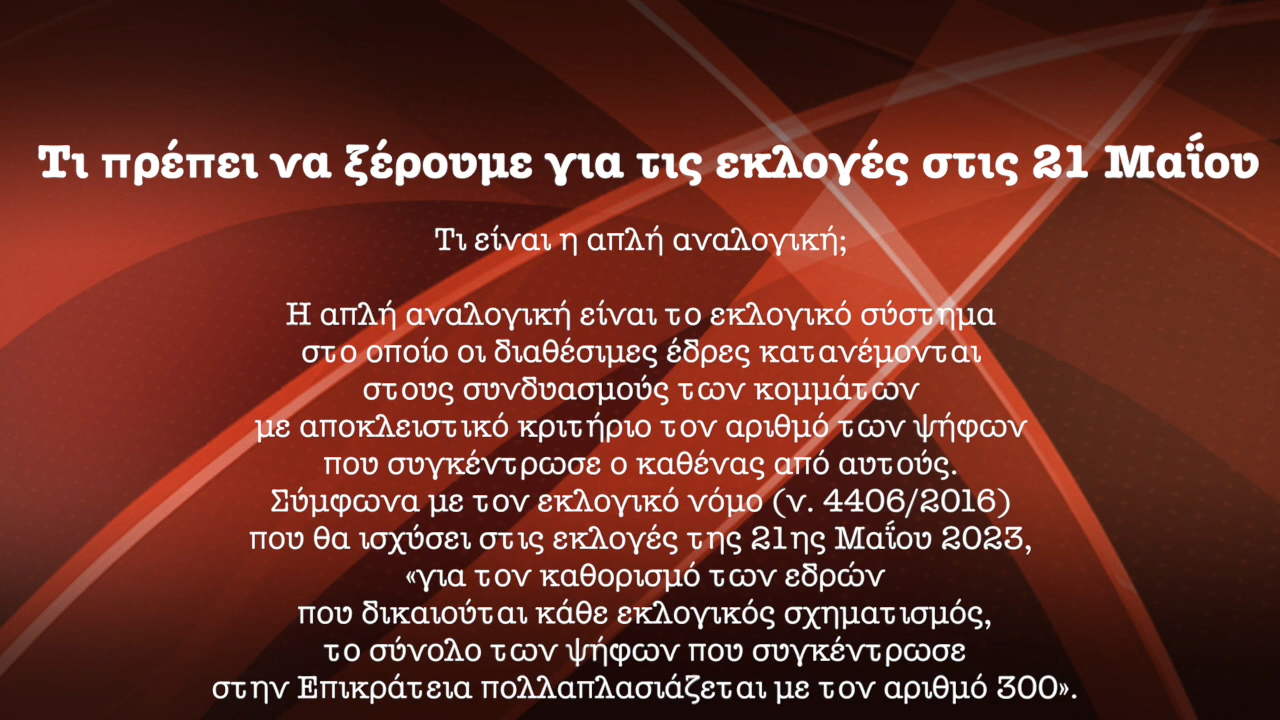 Τι πρέπει να ξέρουμε για τις εκλογές στις 21 Μαΐου
Τι είναι η απλή αναλογική;
Η απλή αναλογική είναι το εκλογικό σύστημα
στο οποίο οι διαθέσιμες έδρες κατανέμονται
στους συνδυασμούς των κομμάτων
με αποκλειστικό κριτήριο τον αριθμό των ψήφων
που συγκέντρωσε ο καθένας από αυτούς.
Σύμφωνα με τον εκλογικό νόμο (ν. 4406/2016)
που θα ισχύσει στις εκλογές της 21ης Μαΐου 2023,
«για τον καθορισμό των εδρών
που δικαιούται κάθε εκλογικός σχηματισμός,
το σύνολο των ψήφων που συγκέντρωσε
στην Επικράτεια πολλαπλασιάζεται με τον αριθμό 300».